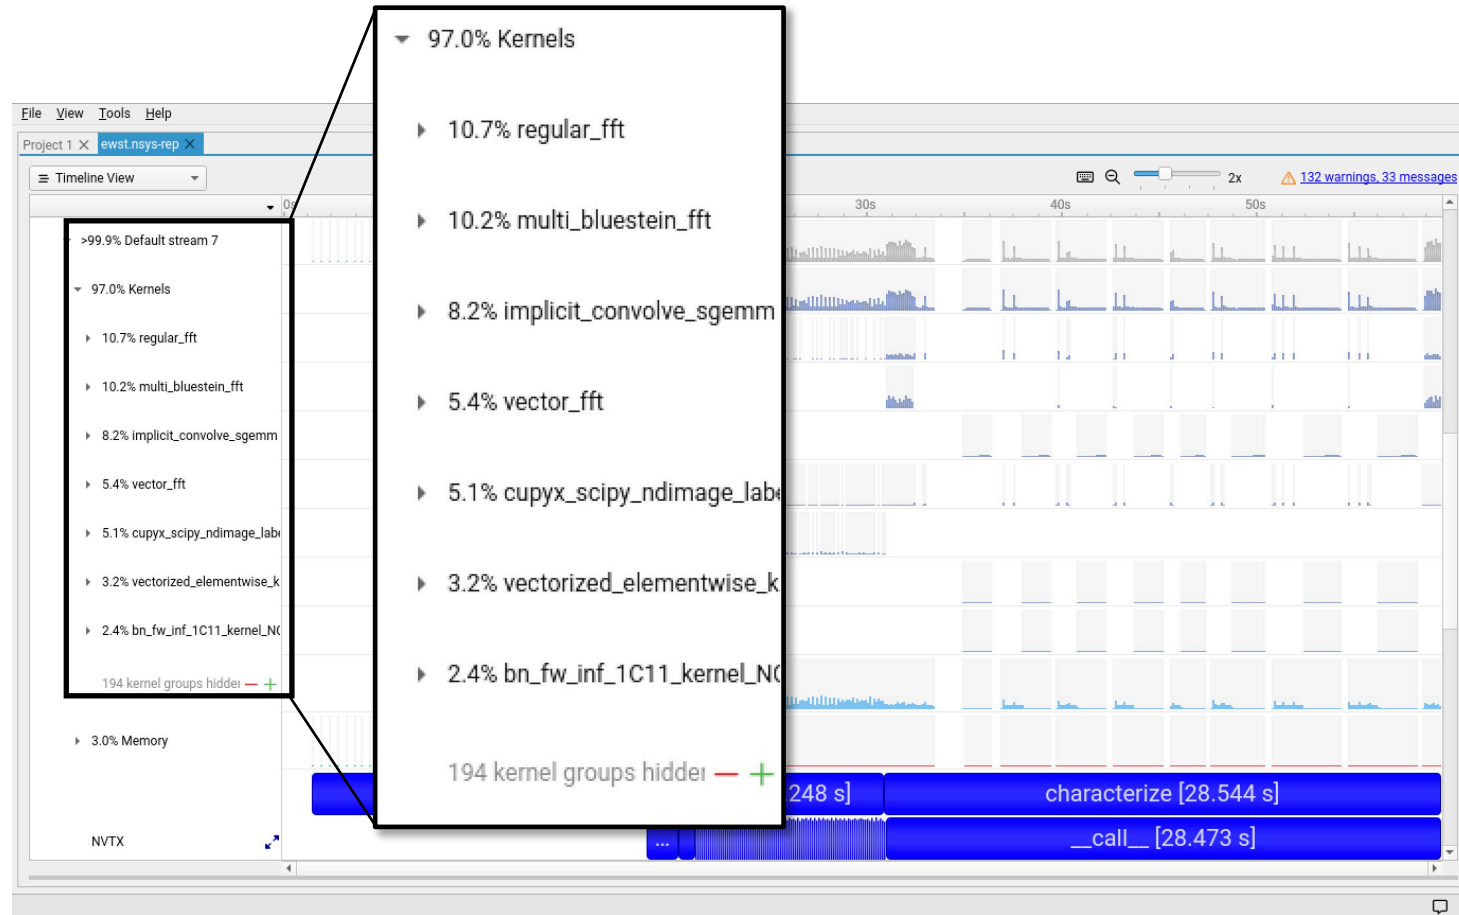 97.0% Kernels
10.7% regular_fft
10.2% multi_bluestein_fft
8.2% implicit_convolve_sgemm
5.4% vector_fft
5.1% cupyx_scipy_ndimage_labe
3.2% vectorized_elementwise_k
2.4% bn_fw_inf_1C11_kernel_NC
194 kernel groups hidden
File View Tools Help
Project 1 ewst.nsys-rep
Timeline View
2x 132 warnings, 33 messages
0s 30s 40s 50s
>99.9% Default stream 7
97.0% Kernels
10.7% regular_fft
10.2% multi_bluestein_fft
8.2% implicit_convolve_sgemm
5.4% vector_fft
5.1% cupyx_scipy_ndimage_labe
3.2% vectorized_elementwise_k
2.4% bn_fw_inf_1C11_kernel_NC
194 kernel groups hidden
3.0% Memory
248 s] characterize [28.544 s]
NVTX
... __call__ [28.473 s]